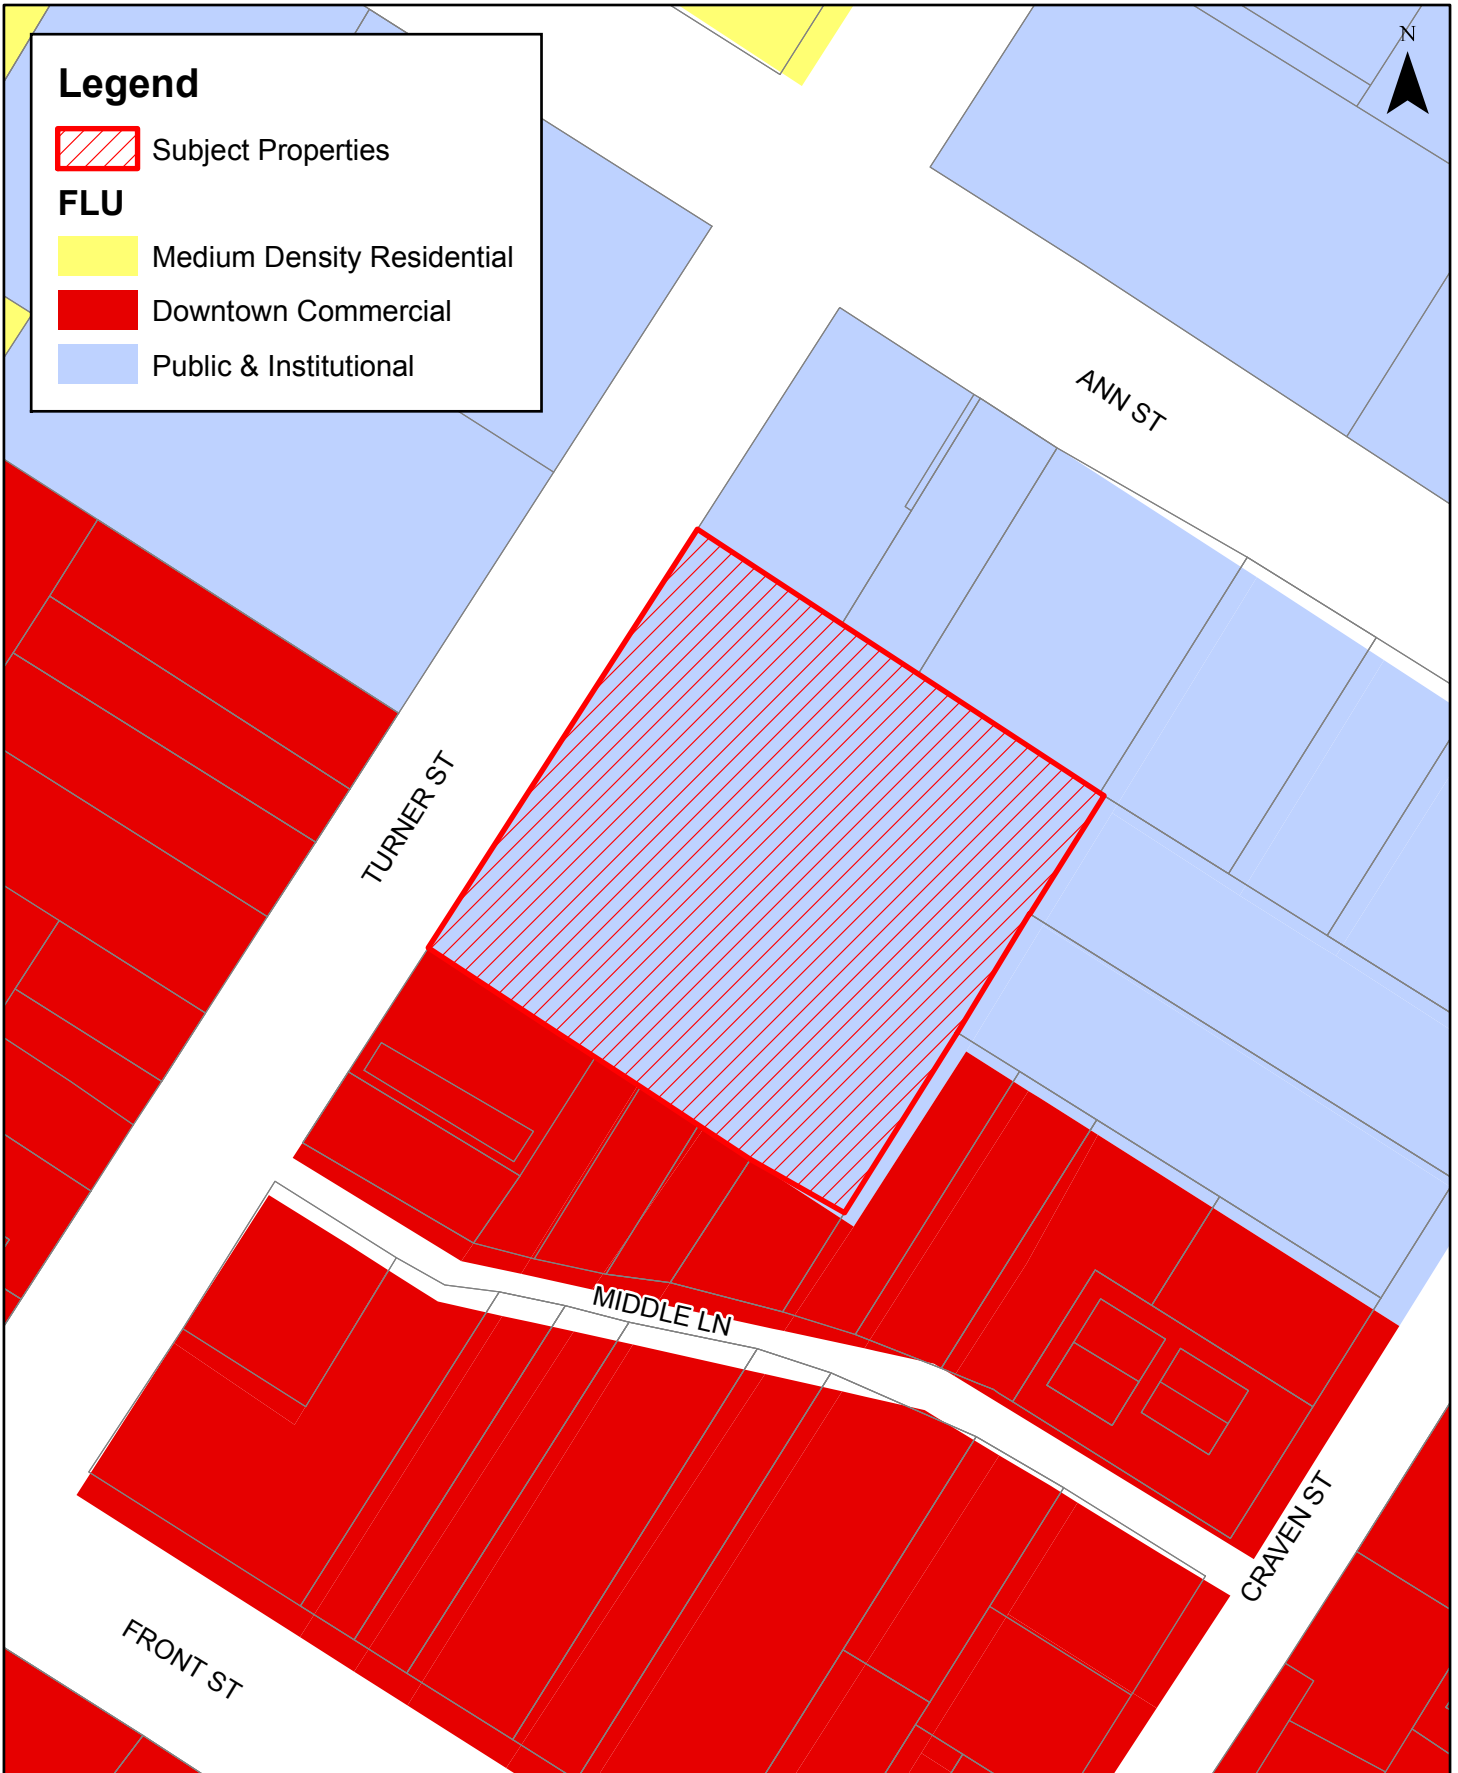 N
Legend
Subject Properties
FLU
Medium Density Residential
Downtown Commercial
Public & Institutional
ANN ST
TURNER ST
MIDDLE LN
CRAVEN ST
FRONT ST